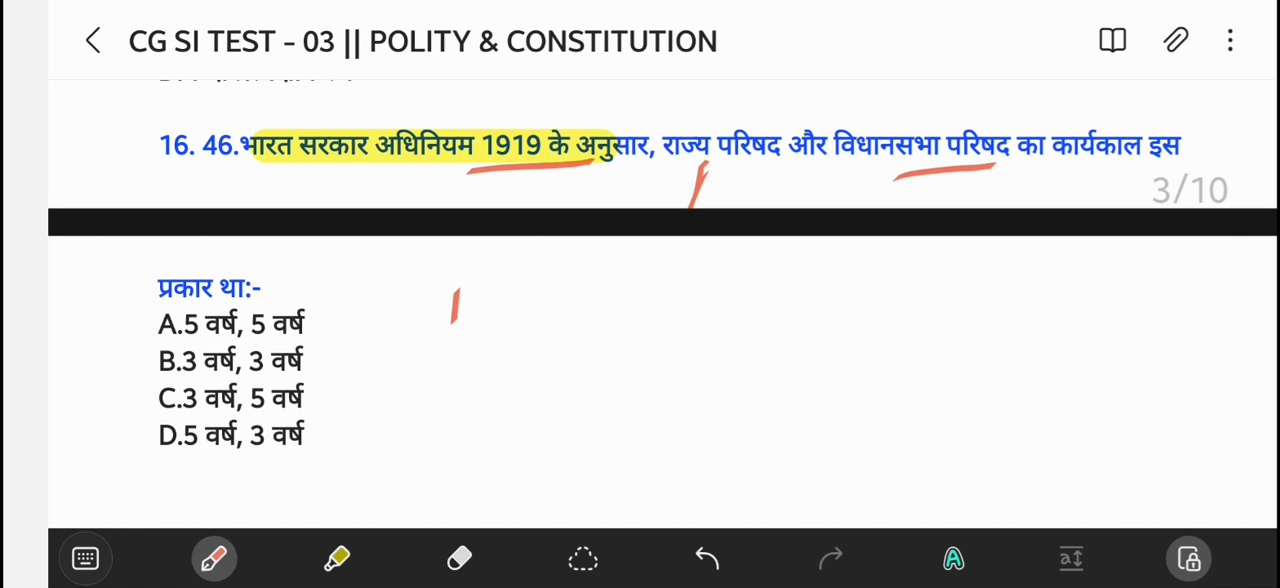 CG SI TEST - 03 || POLITY & CONSTITUTION
16. 46.भारत सरकार अधिनियम 1919 के अनुसार, राज्य परिषद और विधानसभा परिषद का कार्यकाल इस
3/10
प्रकार था:-
A.5 वर्ष, 5 वर्ष
B.3 वर्ष, 3 वर्ष
C.3 वर्ष, 5 वर्ष
D.5 वर्ष, 3 वर्ष